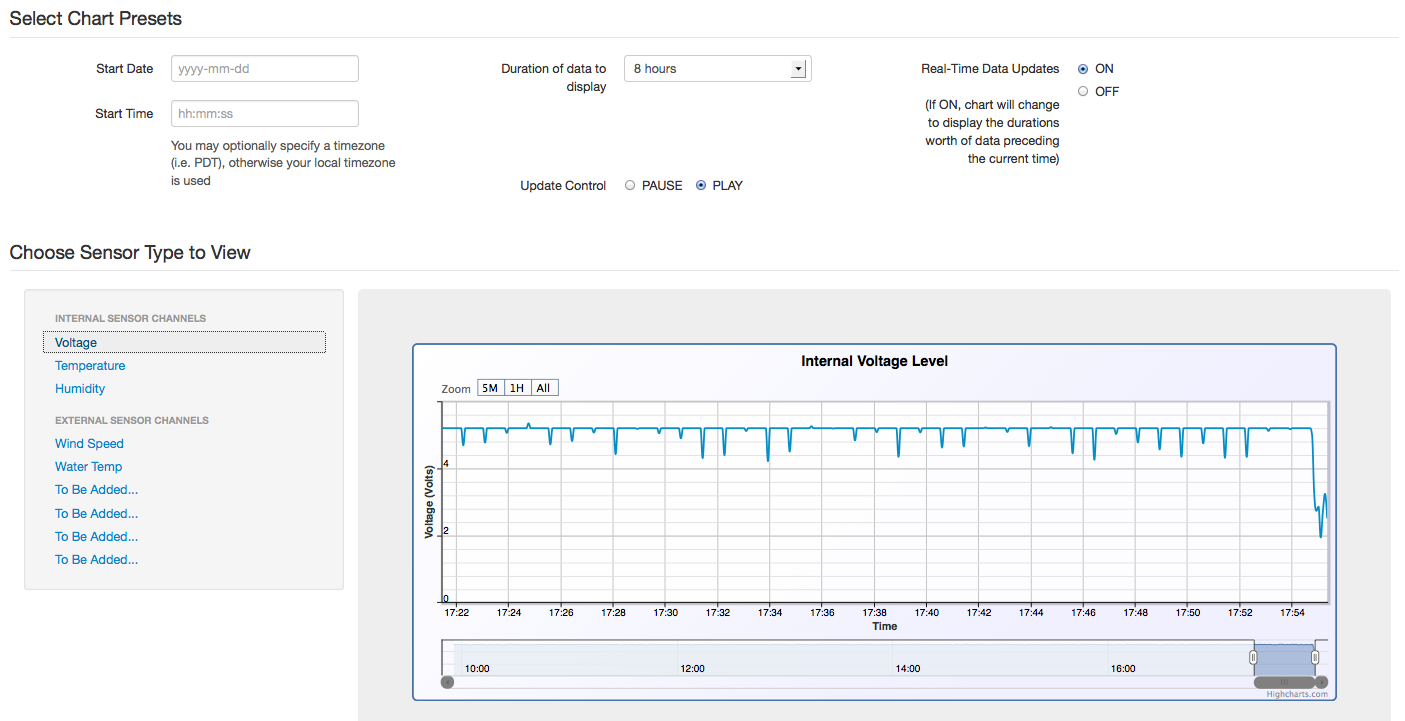 Select Chart Presets
Start Date
yyyy-mm-dd
Duration of data to
display
8 hours
Real-Time Data Updates
ON
OFF
Start Time
hh:mm:ss
(If ON, chart will change
to display the durations
worth of data preceding
the current time)
You may optionally specify a timezone
(i.e. PDT), otherwise your local timezone
is used
Update Control
PAUSE
PLAY
Choose Sensor Type to View
INTERNAL SENSOR CHANNELS
Voltage
Temperature
Humidity
EXTERNAL SENSOR CHANNELS
Wind Speed
Water Temp
To Be Added...
To Be Added...
To Be Added...
To Be Added...
Internal Voltage Level
Zoom 5M 1H All
Voltage (Volts)
4
2
0
17:22 17:24 17:26 17:28 17:30 17:32 17:34 17:36 17:38 17:40 17:42 17:44 17:46 17:48 17:50 17:52 17:54
Time
10:00 12:00 14:00 16:00
Highcharts.com